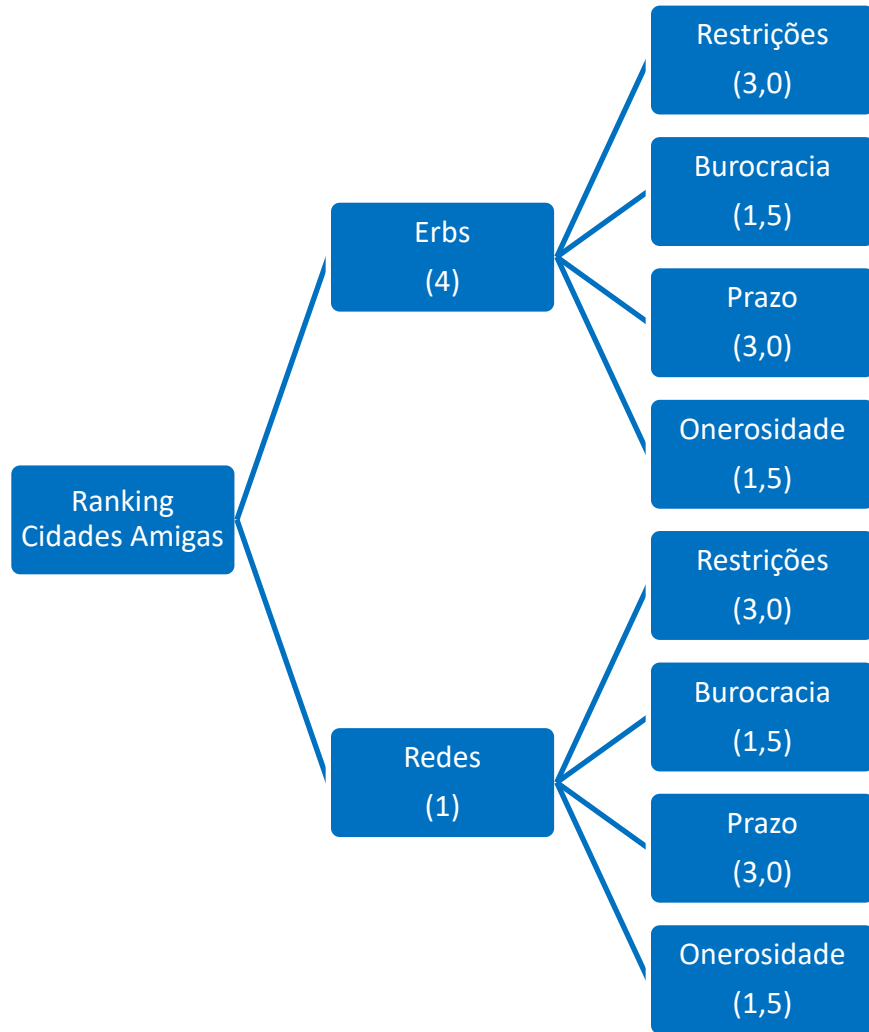 Ranking
Cidades Amigas
Erbs
(4)
Restrições
(3,0)
Burocracia
(1,5)
Prazo
(3,0)
Onerosidade
(1,5)
Redes
(1)
Restrições
(3,0)
Burocracia
(1,5)
Prazo
(3,0)
Onerosidade
(1,5)